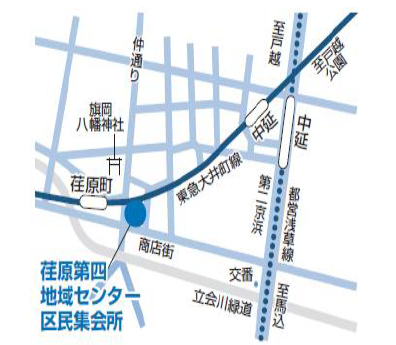 仲通り
至戸越
至戸越
公園
旗岡
八幡神社
中延
中延
荏原町
東急大井町線
第二京浜
都営浅草線
商店街
交番
立会川緑道
至馬込
荏原第四
地域センター
区民集会所